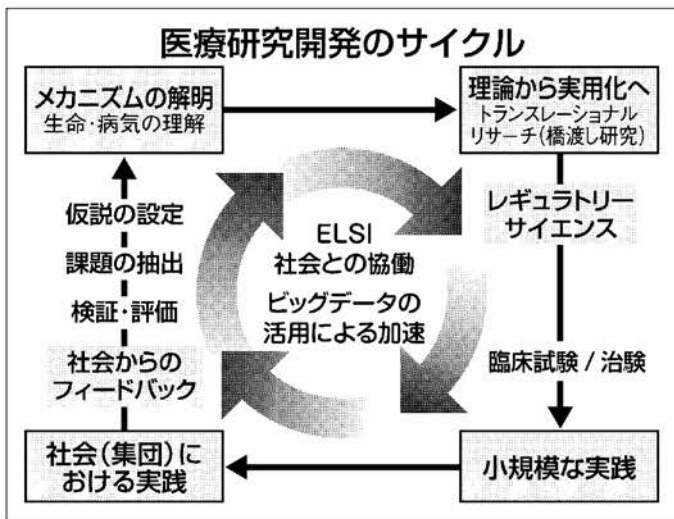 医療研究開発のサイクル
メカニズムの解明
生命・病気の理解
理論から実用化へ
トランスレーショナル
リサーチ(橋渡し研究)
レギュラトリー
サイエンス
臨床試験 / 治験
小規模な実践
社会(集団)に
おける実践
社会からの
フィードバック
検証・評価
課題の抽出
仮説の設定
ELSI
社会との協働
ビッグデータの
活用による加速